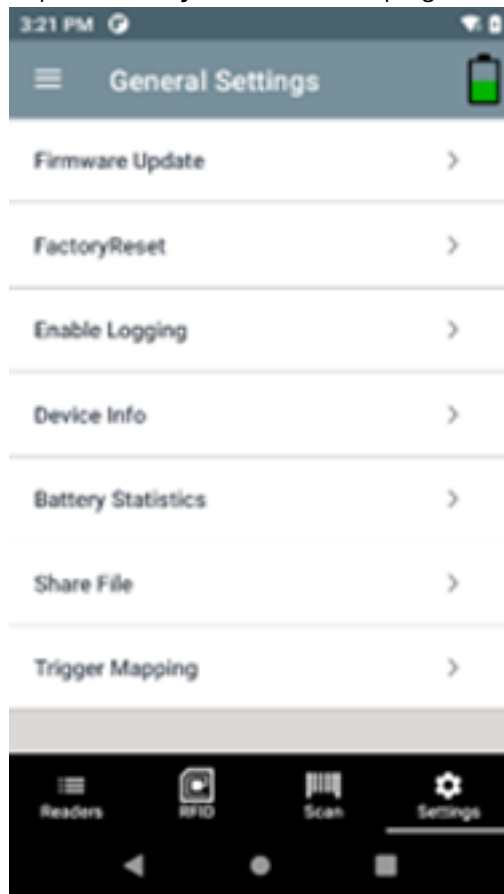 3:21 PM
General Settings
Firmware Update
FactoryReset
Enable Logging
Device Info
Battery Statistics
Share File
Trigger Mapping
Readers RFID Scan Settings